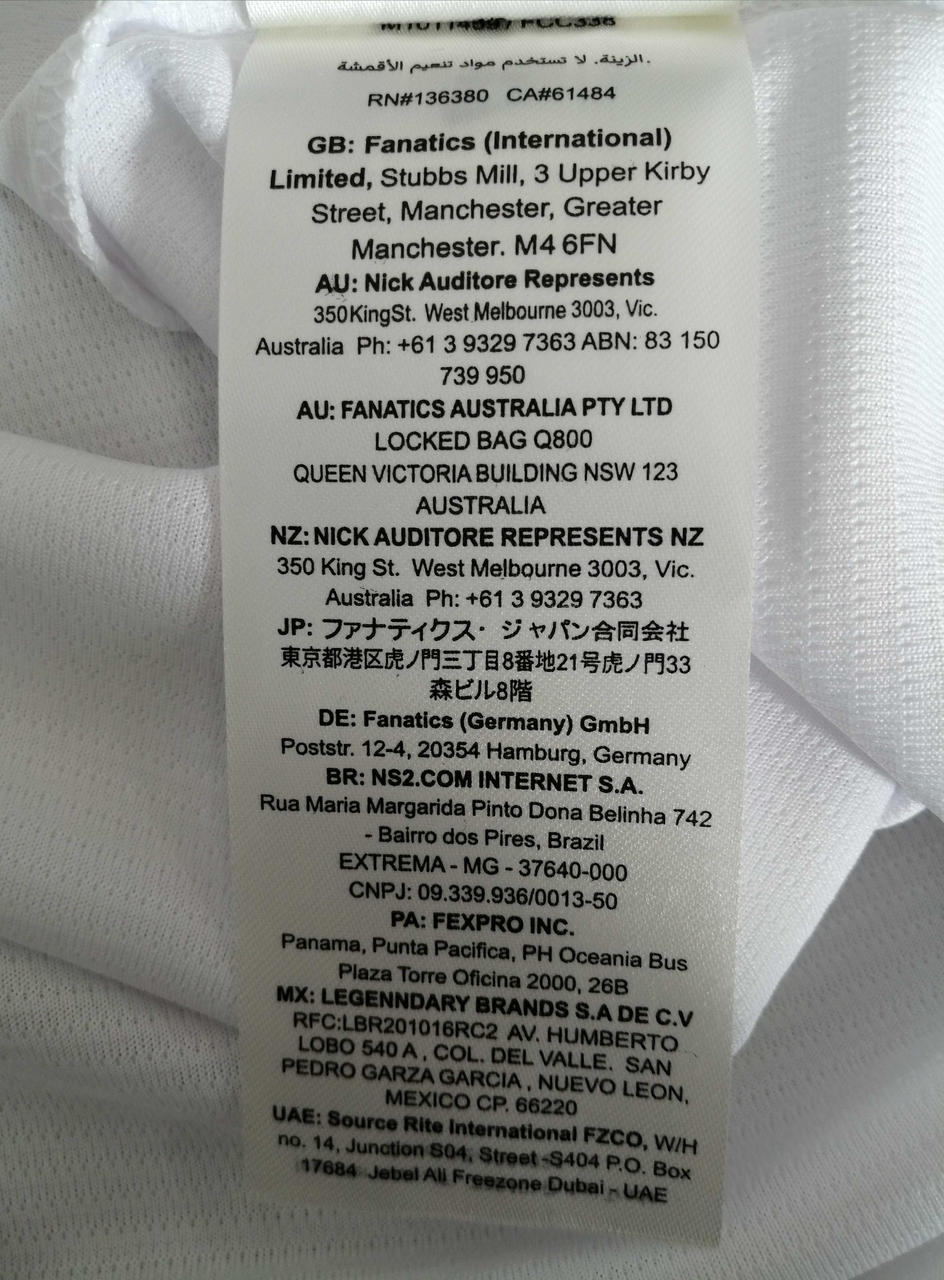 FCC338
الزينة. لا تستخدم مواد تنعيم الأقمشة.
RN#136380 CA#61484
GB: Fanatics (International)
Limited, Stubbs Mill, 3 Upper Kirby
Street, Manchester, Greater
Manchester. M4 6FN
AU: Nick Auditore Represents
350KingSt. West Melbourne 3003, Vic.
Australia Ph: +61 3 9329 7363 ABN: 83 150
739 950
AU: FANATICS AUSTRALIA PTY LTD
LOCKED BAG Q800
QUEEN VICTORIA BUILDING NSW 123
AUSTRALIA
NZ: NICK AUDITORE REPRESENTS NZ
350 King St. West Melbourne 3003, Vic.
Australia Ph: +61 3 9329 7363
JP: ファナティクス・ジャパン合同会社
東京都港区虎ノ門三丁目8番地21号虎ノ門33
森ビル8階
DE: Fanatics (Germany) GmbH
Poststr. 12-4, 20354 Hamburg, Germany
BR: NS2.COM INTERNET S.A.
Rua Maria Margarida Pinto Dona Belinha 742
- Bairro dos Pires, Brazil
EXTREMA - MG - 37640-000
CNPJ: 09.339.936/0013-50
PA: FEXPRO INC.
Panama, Punta Pacifica, PH Oceania Bus
Plaza Torre Oficina 2000, 26B
MX: LEGENNDARY BRANDS S.A DE C.V
RFC:LBR201016RC2 AV. HUMBERTO
LOBO 540 A , COL. DEL VALLE. SAN
PEDRO GARZA GARCIA , NUEVO LEON,
MEXICO CP. 66220
UAE: Source Rite International FZCO, W/H
no. 14, Junction S04, Street -S404 P.O. Box
17684 Jebel Ali Freezone Dubai - UAE